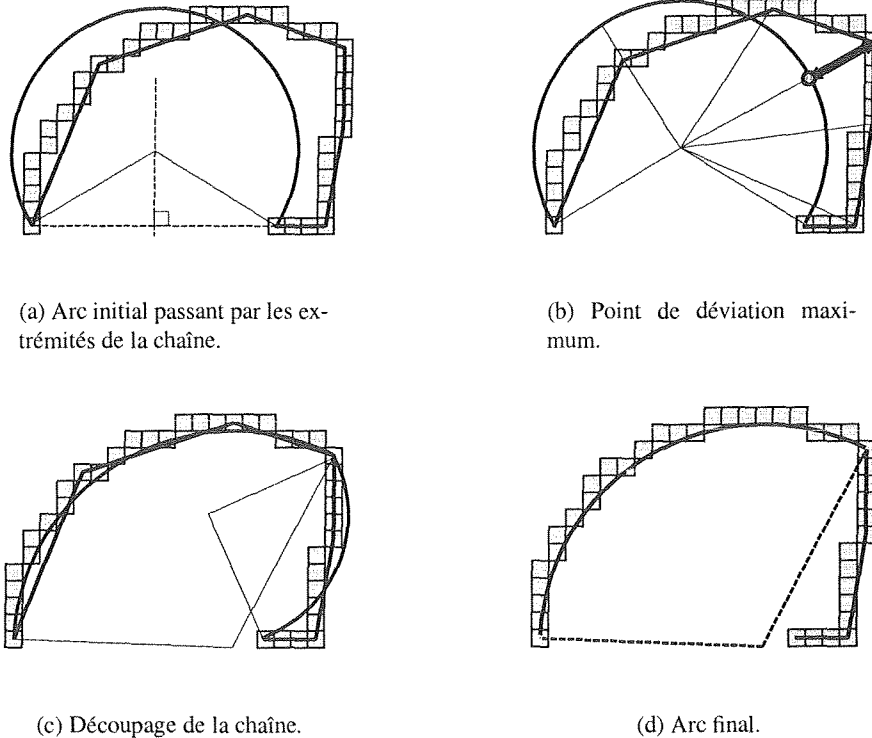 (a) Arc initial passant par les ex-
trémités de la chaîne.
(b) Point de déviation maxi-
mum.
(c) Découpage de la chaîne.
(d) Arc final.